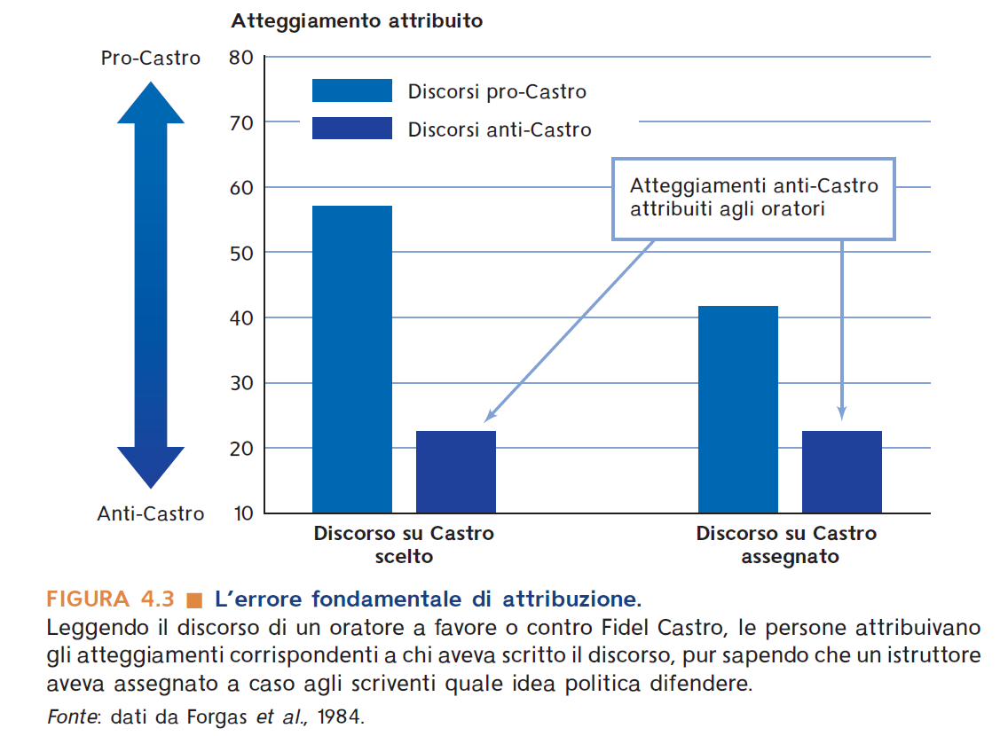 Atteggiamento attribuito
Pro-Castro
80
Discorsi pro-Castro
70
Discorsi anti-Castro
60
Atteggiamenti anti-Castro
attribuiti agli oratori
50
40
30
20
Anti-Castro
10
Discorso su Castro
scelto
Discorso su Castro
assegnato
FIGURA 4.3 ■ L’errore fondamentale di attribuzione.
Leggendo il discorso di un oratore a favore o contro Fidel Castro, le persone attribuivano
gli atteggiamenti corrispondenti a chi aveva scritto il discorso, pur sapendo che un istruttore
aveva assegnato a caso agli scriventi quale idea politica difendere.
Fonte: dati da Forgas et al., 1984.